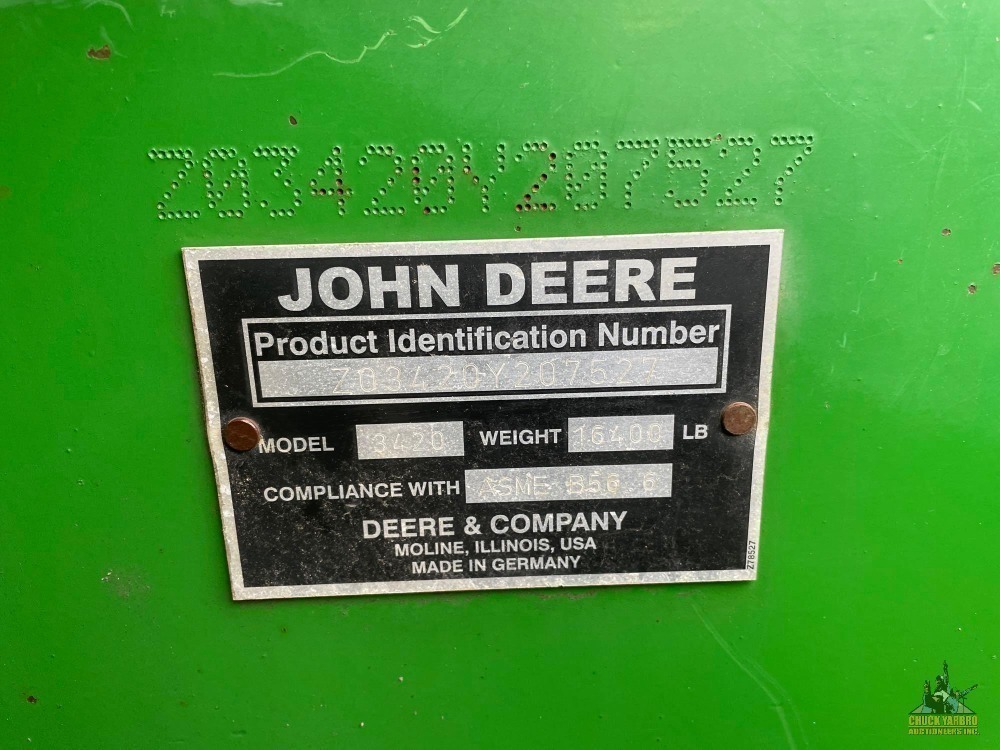 Z03420Y207527
JOHN DEERE
Product Identification Number
Z03420Y207527
MODEL 3420 WEIGHT 16400 LB
COMPLIANCE WITH ASME B56.6
DEERE & COMPANY
MOLINE, ILLINOIS, USA
MADE IN GERMANY
Z78527
CHUCK YARBRO
AUCTIONEERS INC